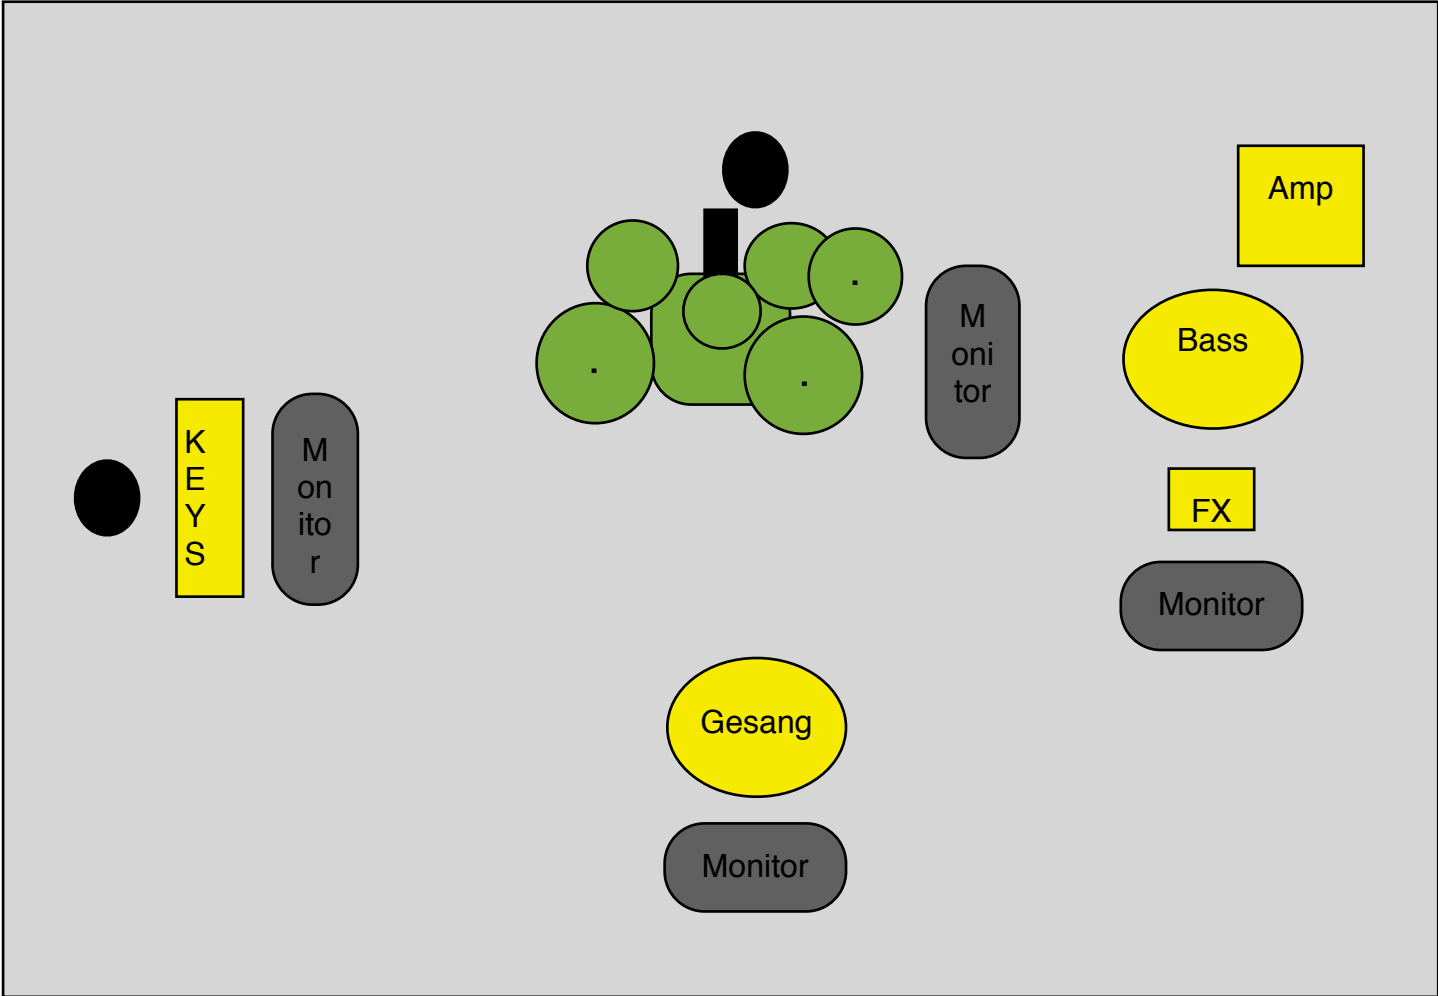 Amp
.
M
oni
tor
Bass
.
.
K
E
Y
S
M
on
ito
r
FX
Monitor
Gesang
Monitor